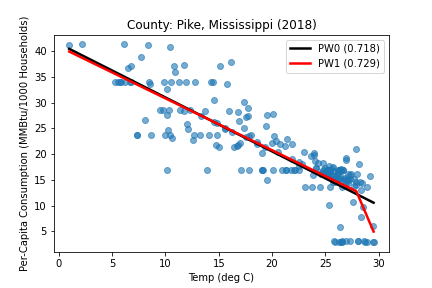 County: Pike, Mississippi (2018)
Per-Capita Consumption (MMBtu/1000 Households)
40
35
30
25
20
15
10
5
PW0 (0.718)
PW1 (0.729)
0 5 10 15 20 25 30
Temp (deg C)